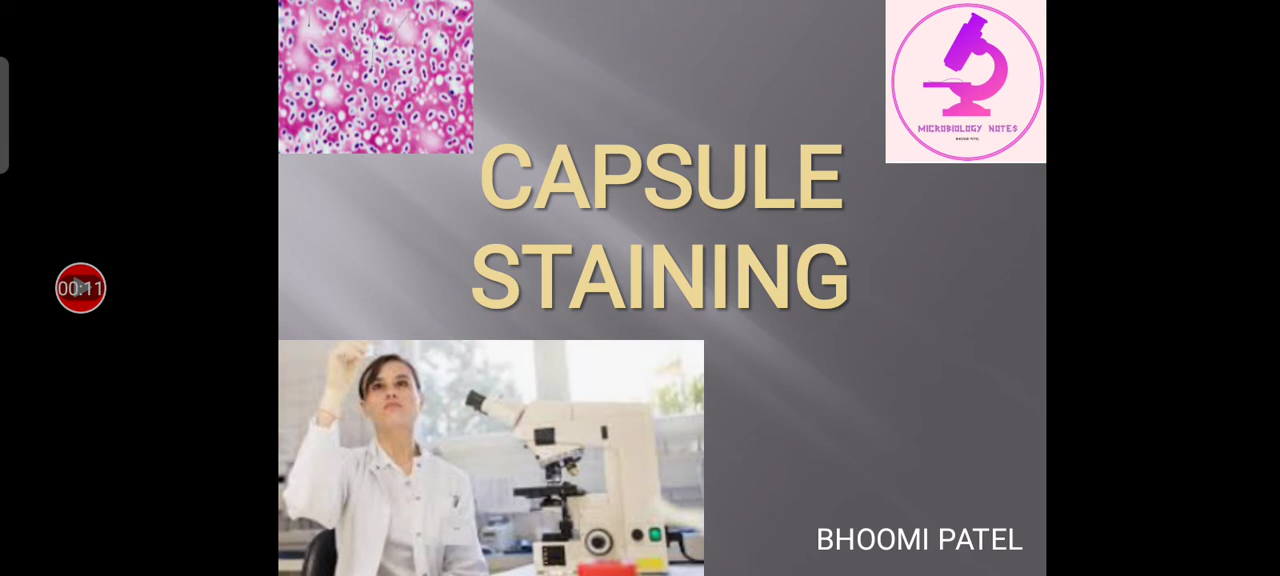 MICROBIOLOGY NOTES
CAPSULE
STAINING
00:11
BHOOMI PATEL